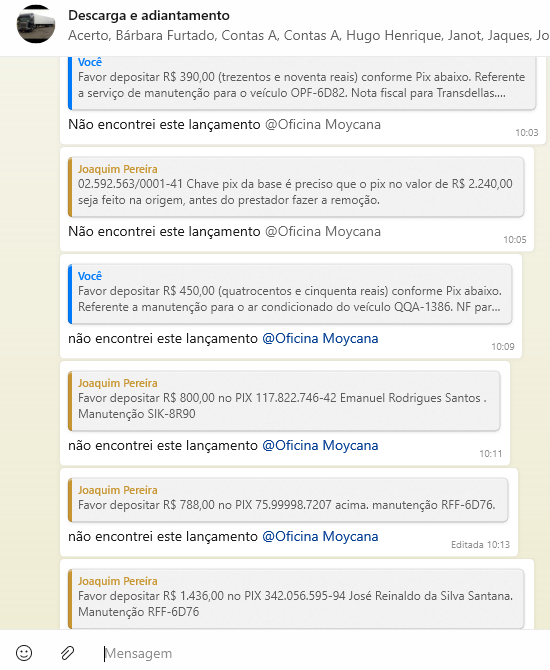 Descarga e adiantamento
Acerto, Bárbara Furtado, Contas A, Contas A, Hugo Henrique, Janot, Jaques, Jo
Você
Favor depositar R$ 390,00 (trezentos e noventa reais) conforme Pix abaixo. Referente
a serviço de manutenção para o veículo OPF-6D82. Nota fiscal para Transdellas....
Não encontrei este lançamento @Oficina Moycana
10:03
Joaquim Pereira
02.592.563/0001-41 Chave pix da base é preciso que o pix no valor de R$ 2.240,00
seja feito na origem, antes do prestador fazer a remoção.
Não encontrei este lançamento @Oficina Moycana
10:05
Você
Favor depositar R$ 450,00 (quatrocentos e cinquenta reais) conforme Pix abaixo.
Referente a manutenção para o ar condicionado do veículo QQA-1386. NF par...
não encontrei este lançamento @Oficina Moycana
10:09
Joaquim Pereira
Favor depositar R$ 800,00 no PIX 117.822.746-42 Emanuel Rodrigues Santos .
Manutenção SIK-8R90
não encontrei este lançamento @Oficina Moycana
10:11
Joaquim Pereira
Favor depositar R$ 788,00 no PIX 75.99998.7207 acima. manutenção RFF-6D76.
não encontrei este lançamento @Oficina Moycana
Editada 10:13
Joaquim Pereira
Favor depositar R$ 1.436,00 no PIX 342.056.595-94 José Reinaldo da Silva Santana.
Manutenção RFF-6D76
Mensagem